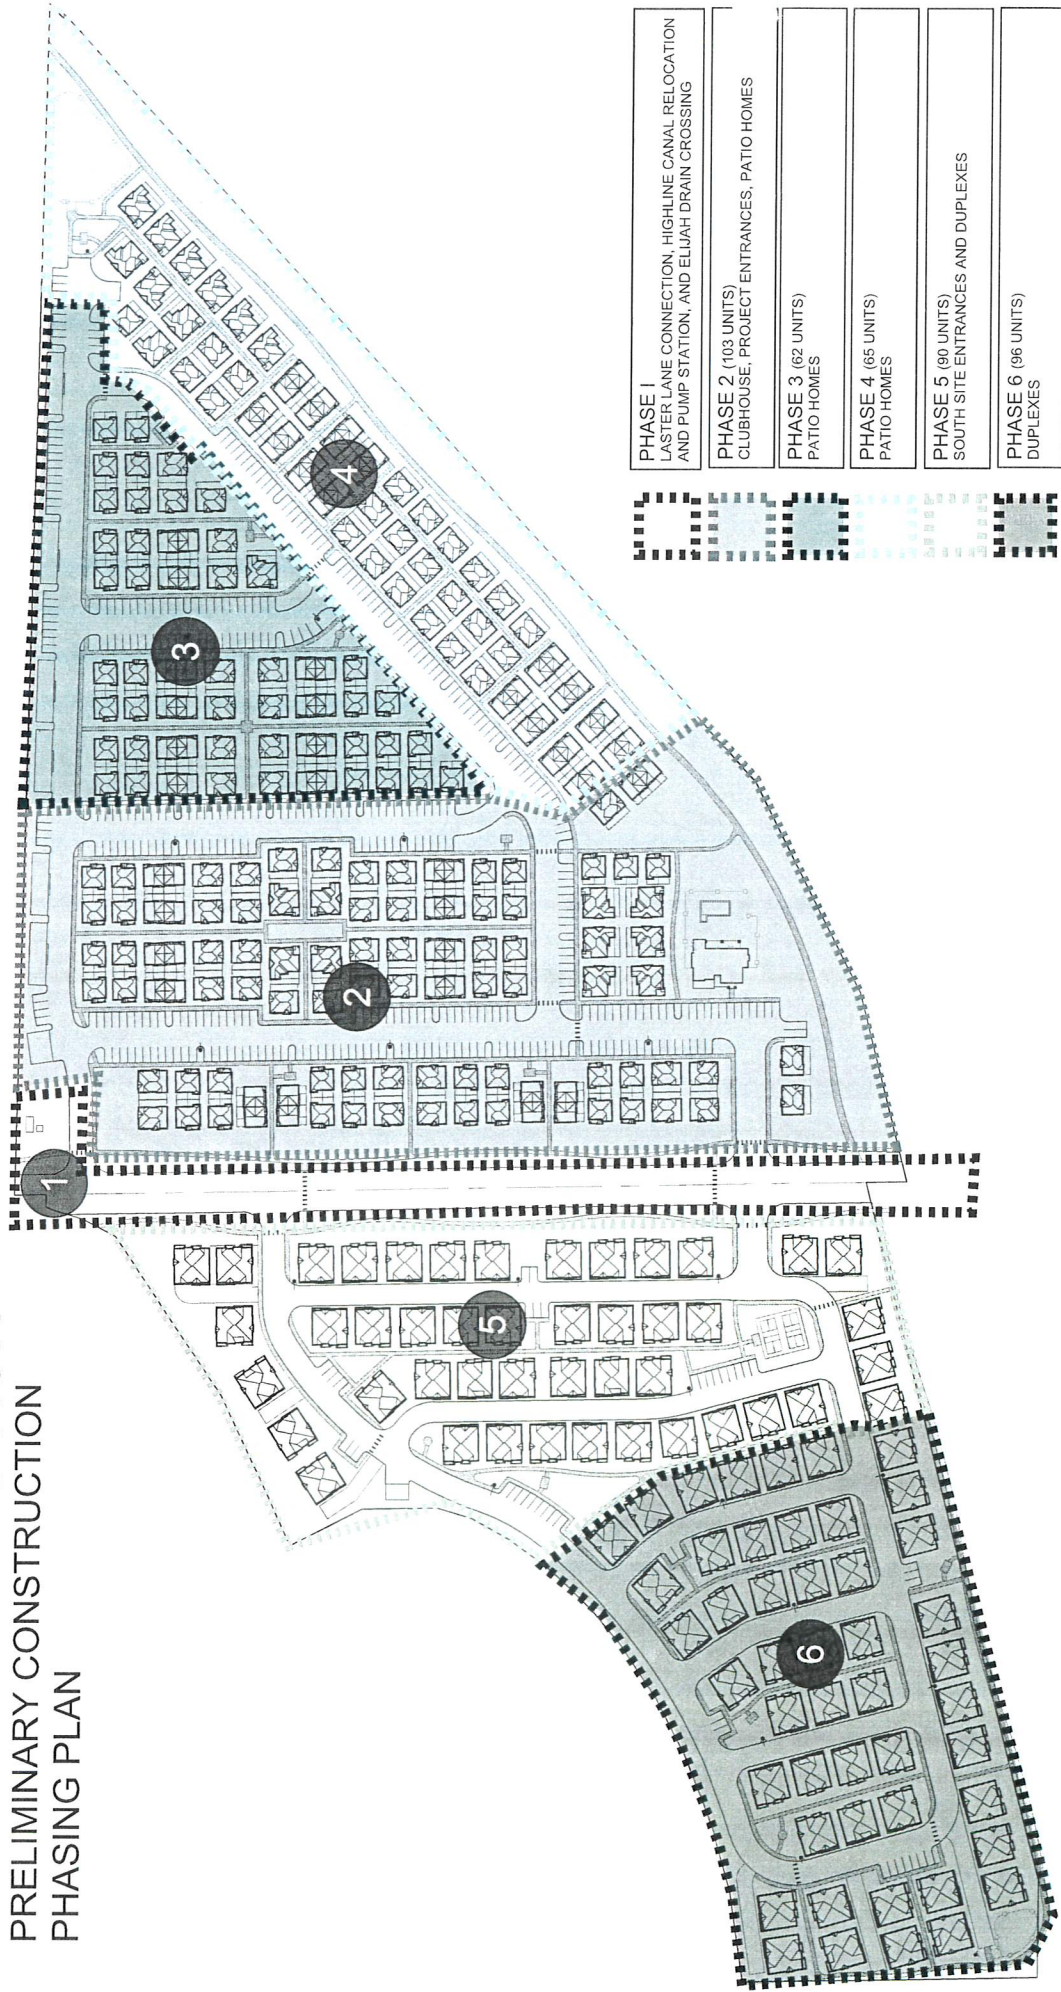 PRELIMINARY CONSTRUCTION
PHASING PLAN
1
2
3
4
5
6
PHASE 1
LASTER LANE CONNECTION, HIGHLINE CANAL RELOCATION
AND PUMP STATION, AND ELIJAH DRAIN CROSSING
PHASE 2 (103 UNITS)
CLUBHOUSE, PROJECT ENTRANCES, PATIO HOMES
PHASE 3 (62 UNITS)
PATIO HOMES
PHASE 4 (65 UNITS)
PATIO HOMES
PHASE 5 (90 UNITS)
SOUTH SITE ENTRANCES AND DUPLEXES
PHASE 6 (96 UNITS)
DUPLEXES